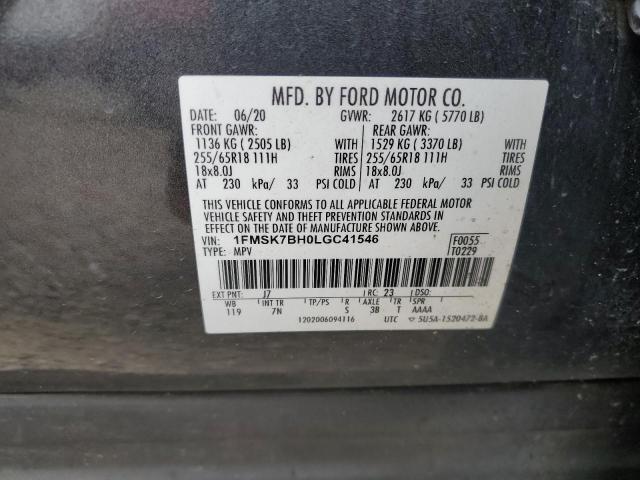 MFD. BY FORD MOTOR CO.
DATE: 06/20 GVWR: 2617 KG ( 5770 LB)
FRONT GAWR: REAR GAWR:
1136 KG ( 2505 LB) WITH 1529 KG ( 3370 LB) WITH
255/65R18 111H TIRES 255/65R18 111H TIRES
18x8.0J RIMS 18x8.0J RIMS
AT 230 kPa/ 33 PSI COLD AT 230 kPa/ 33 PSI COLD
THIS VEHICLE CONFORMS TO ALL APPLICABLE FEDERAL MOTOR
VEHICLE SAFETY AND THEFT PREVENTION STANDARDS IN
EFFECT ON THE DATE OF MANUFACTURE SHOWN ABOVE.
VIN: 1FMSK7BH0LGC41546 F0055
TYPE: MPV T0229
EXT PNT: J7 RC: 23 DSO:
WB INT TR TP/PS R AXLE TR SPR
119 7N S 3B T AAAA
1202006094116 UTC 5U5A-1520472-BA